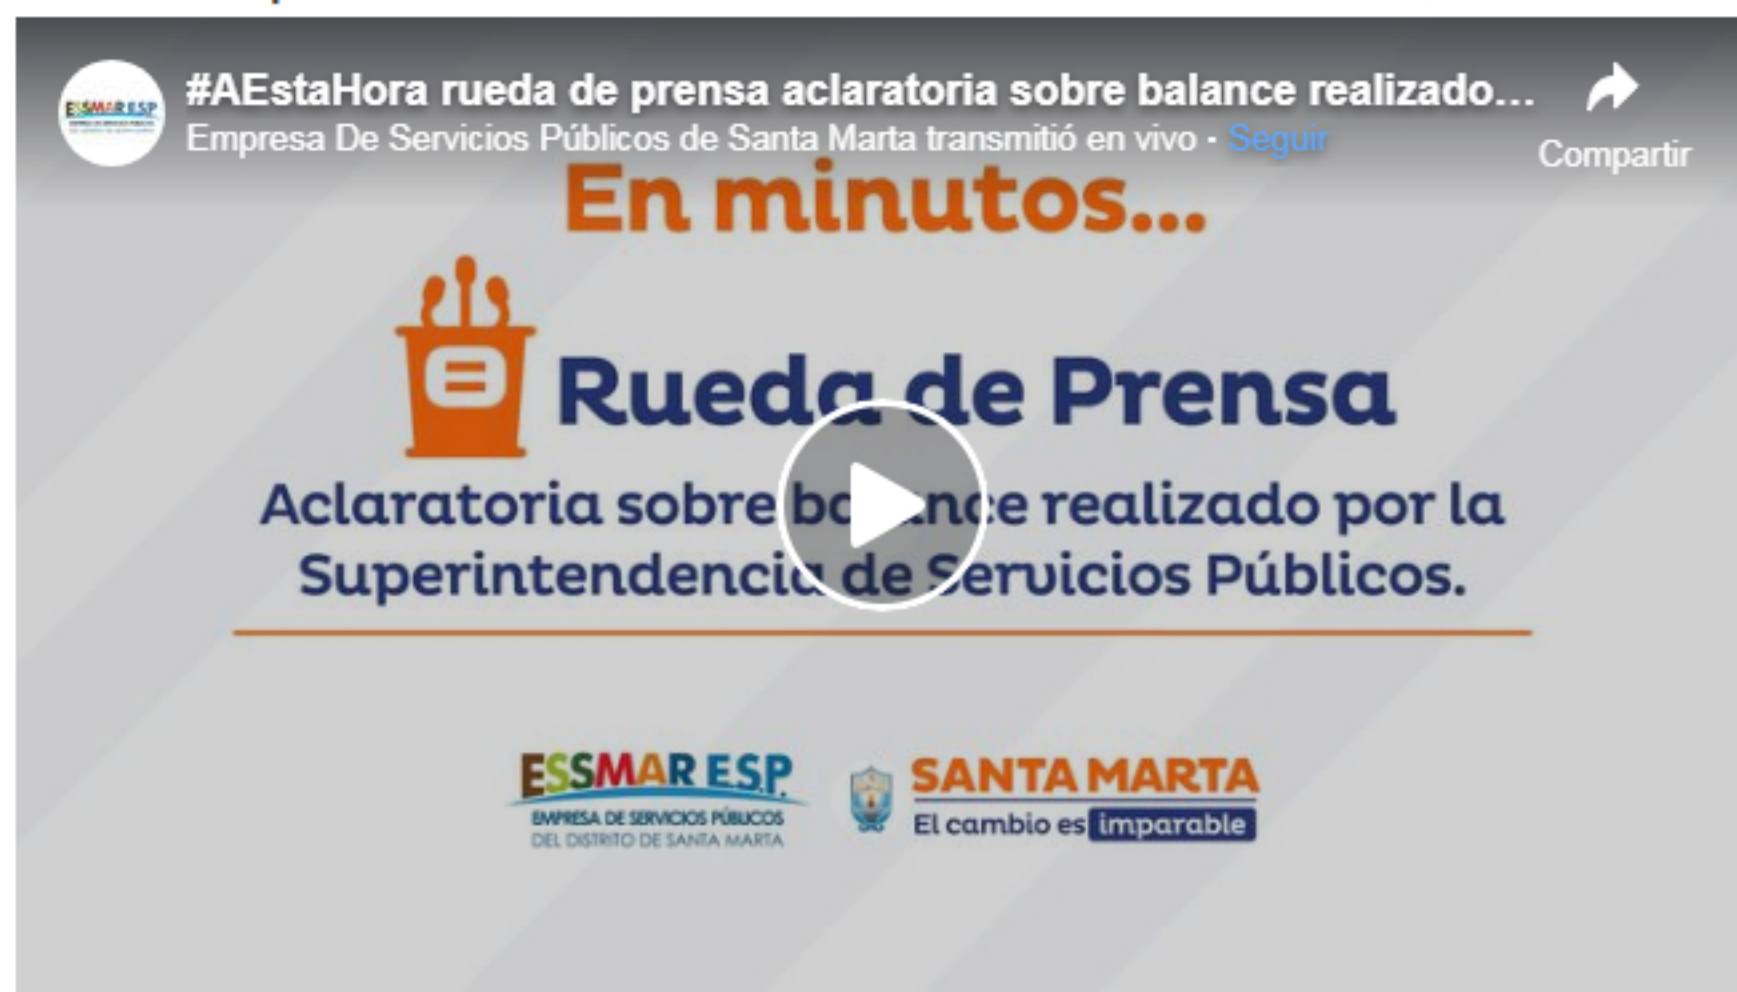 #AEstaHora rueda de prensa aclaratoria sobre balance realizado...
Empresa De Servicios Públicos de Santa Marta transmitió en vivo · Seguir
Compartir
ESSMAR E.S.P.
En minutos...
Rueda de Prensa
Aclaratoria sobre balance realizado por la
Superintendencia de Servicios Públicos.
ESSMAR E.S.P.
EMPRESA DE SERVICIOS PÚBLICOS
DEL DISTRITO DE SANTA MARTA
SANTA MARTA
El cambio es imparable